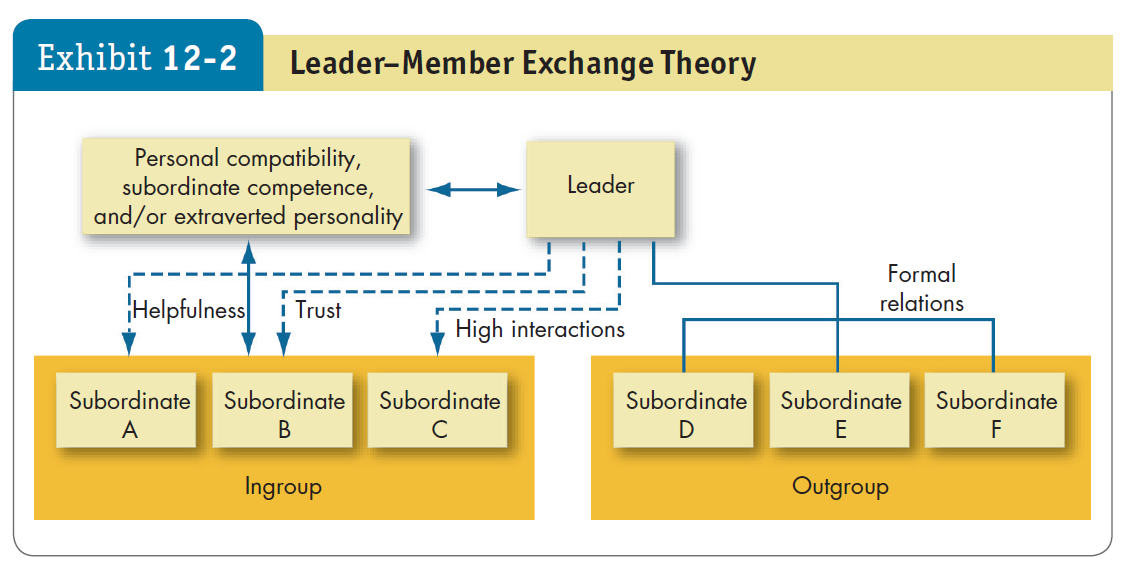 Exhibit 12-2
Leader–Member Exchange Theory
Personal compatibility,
subordinate competence,
and/or extraverted personality
Leader
Formal
relations
Helpfulness
Trust
High interactions
Subordinate
A
Subordinate
B
Subordinate
C
Ingroup
Subordinate
D
Subordinate
E
Subordinate
F
Outgroup